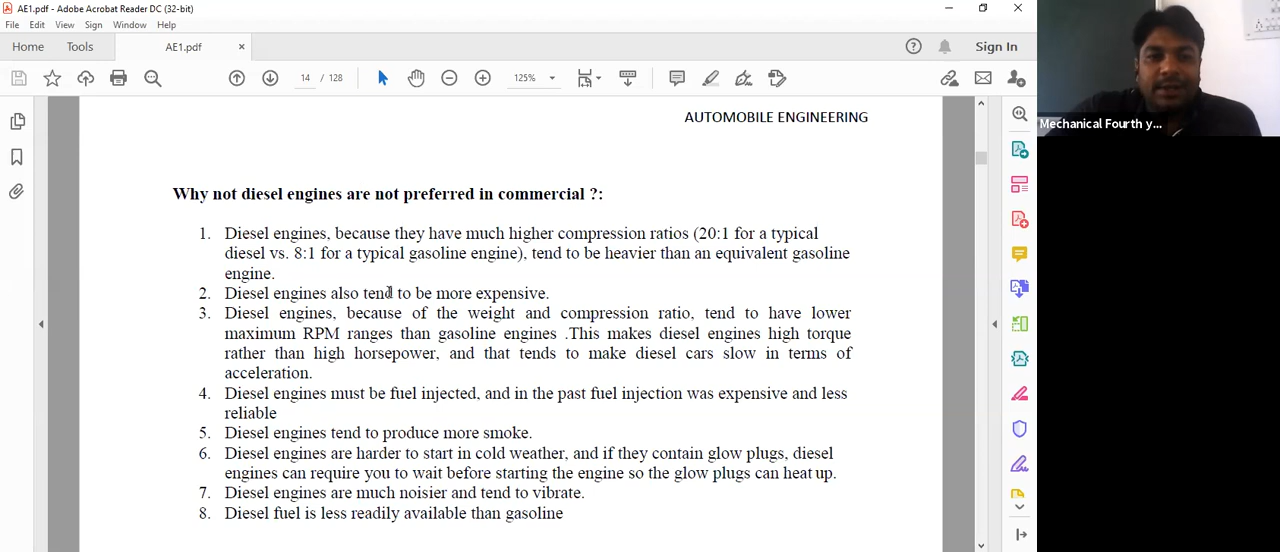 AE1.pdf - Adobe Acrobat Reader DC (32-bit)
File Edit View Sign Window Help
Home Tools AE1.pdf × Sign In
14 / 128 125%
Mechanical Fourth y...
AUTOMOBILE ENGINEERING
Why not diesel engines are not preferred in commercial ?:
1. Diesel engines, because they have much higher compression ratios (20:1 for a typical
diesel vs. 8:1 for a typical gasoline engine), tend to be heavier than an equivalent gasoline
engine.
2. Diesel engines also tend to be more expensive.
3. Diesel engines, because of the weight and compression ratio, tend to have lower
maximum RPM ranges than gasoline engines .This makes diesel engines high torque
rather than high horsepower, and that tends to make diesel cars slow in terms of
acceleration.
4. Diesel engines must be fuel injected, and in the past fuel injection was expensive and less
reliable
5. Diesel engines tend to produce more smoke.
6. Diesel engines are harder to start in cold weather, and if they contain glow plugs, diesel
engines can require you to wait before starting the engine so the glow plugs can heat up.
7. Diesel engines are much noisier and tend to vibrate.
8. Diesel fuel is less readily available than gasoline